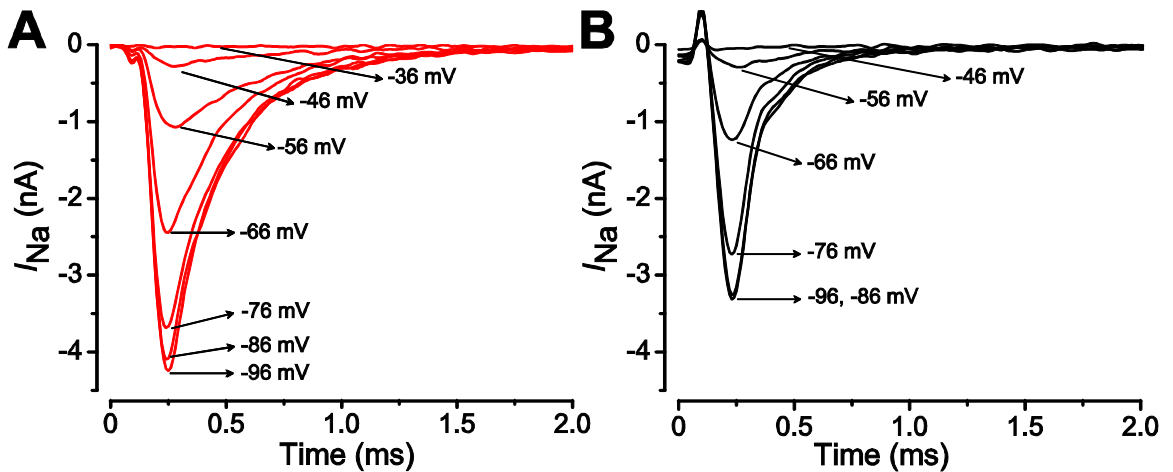 A
0
-1
-2
-3
-4
I Na (nA)
-36 mV
-46 mV
-56 mV
-66 mV
-76 mV
-86 mV
-96 mV
0 0.5 1.0 1.5 2.0
Time (ms)
B
0
-1
-2
-3
-4
I Na (nA)
-46 mV
-56 mV
-66 mV
-76 mV
-96, -86 mV
0 0.5 1.0 1.5 2.0
Time (ms)